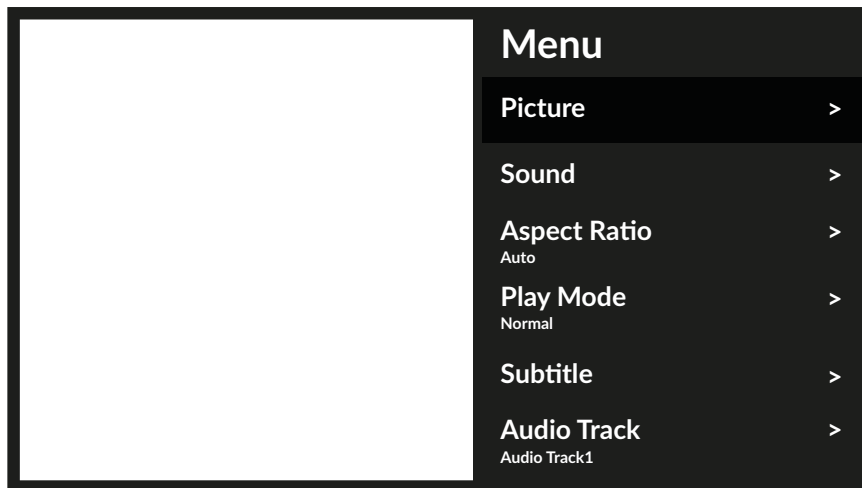 Menu
Picture >
Sound >
Aspect Ratio >
Auto
Play Mode >
Normal
Subtitle >
Audio Track >
Audio Track1